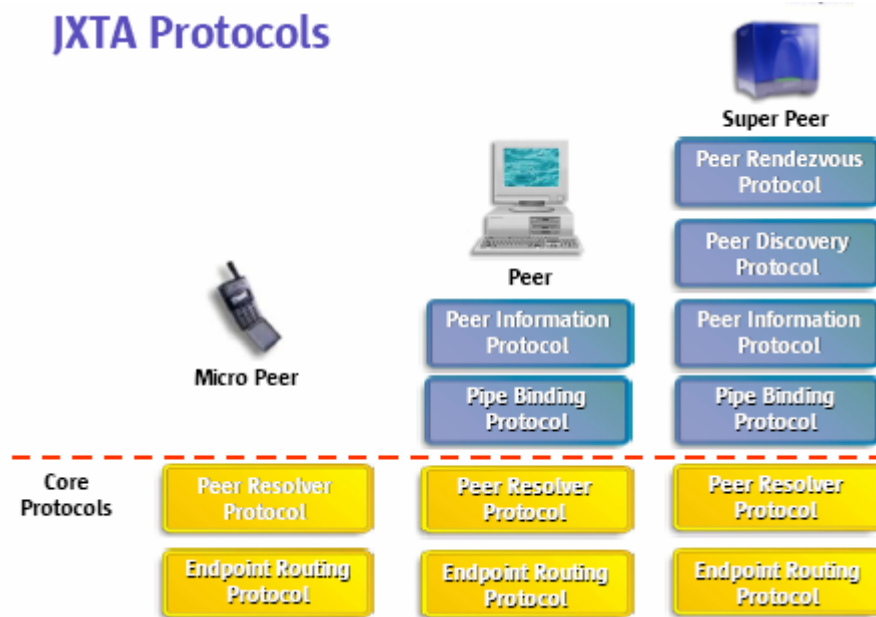 JXTA Protocols
Super Peer
Peer Rendezvous
Protocol
Peer Discovery
Protocol
Peer
Peer Information
Protocol
Peer Information
Protocol
Micro Peer
Pipe Binding
Protocol
Pipe Binding
Protocol
Core
Protocols
Peer Resolver
Protocol
Peer Resolver
Protocol
Peer Resolver
Protocol
Endpoint Routing
Protocol
Endpoint Routing
Protocol
Endpoint Routing
Protocol